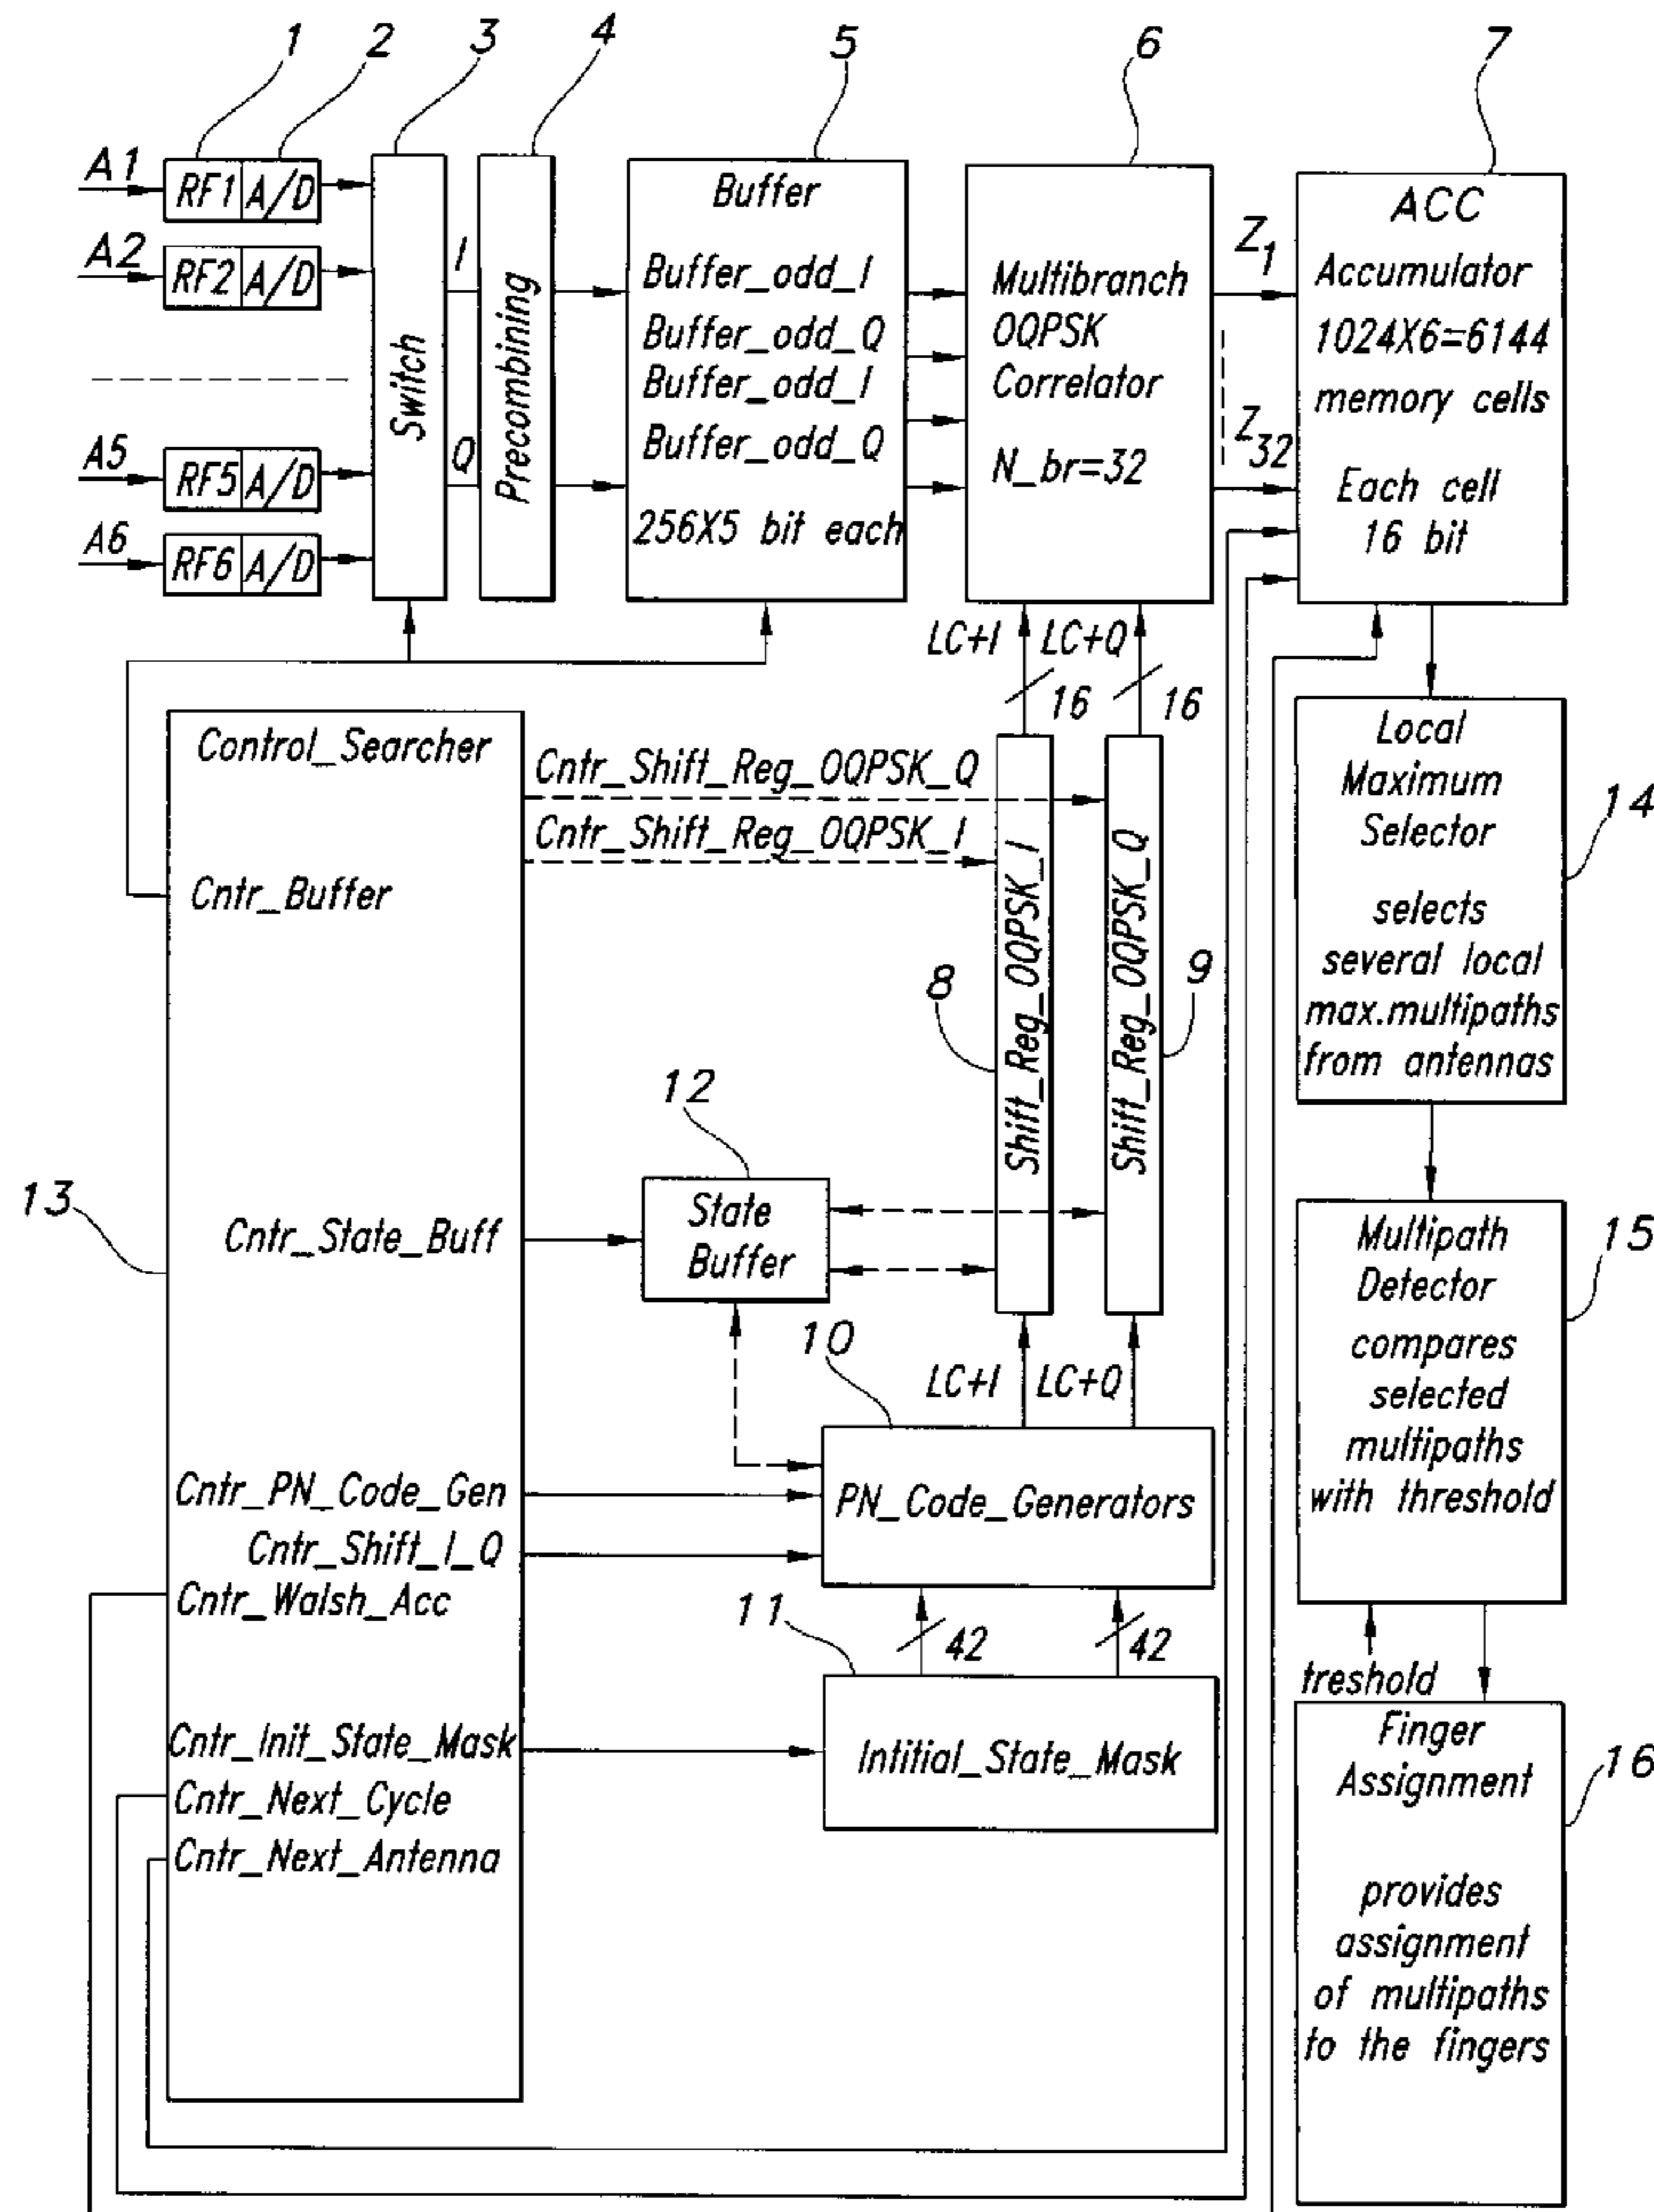 1
2
3
4
5
6
7
A1
RF1 A/D
A2
RF2 A/D
A5
RF5 A/D
A6
RF6 A/D
Switch
I
Q
Precombining
Buffer
Buffer_odd_I
Buffer_odd_Q
Buffer_odd_I
Buffer_odd_Q
256X5 bit each
Multibranch
OQPSK
Correlator
N_br=32
Z1
Z32
ACC
Accumulator
1024X6=6144
memory cells
Each cell
16 bit
LC+I
LC+Q
16
16
Control_Searcher
Cntr_Shift_Reg_OQPSK_Q
Cntr_Shift_Reg_OQPSK_I
Cntr_Buffer
Shift_Reg_OQPSK_I
Shift_Reg_OQPSK_Q
8
9
Local
Maximum
Selector
selects
several local
max.multipaths
from antennas
14
12
State
Buffer
13
Cntr_State_Buff
Multipath
Detector
compares
selected
multipaths
with threshold
15
10
LC+I
LC+Q
Cntr_PN_Code_Gen
PN_Code_Generators
Cntr_Shift_I_Q
Cntr_Walsh_Acc
11
42
42
treshold
Cntr_Init_State_Mask
Intitial_State_Mask
Cntr_Next_Cycle
Cntr_Next_Antenna
Finger
Assignment
provides
assignment
of multipaths
to the fingers
16